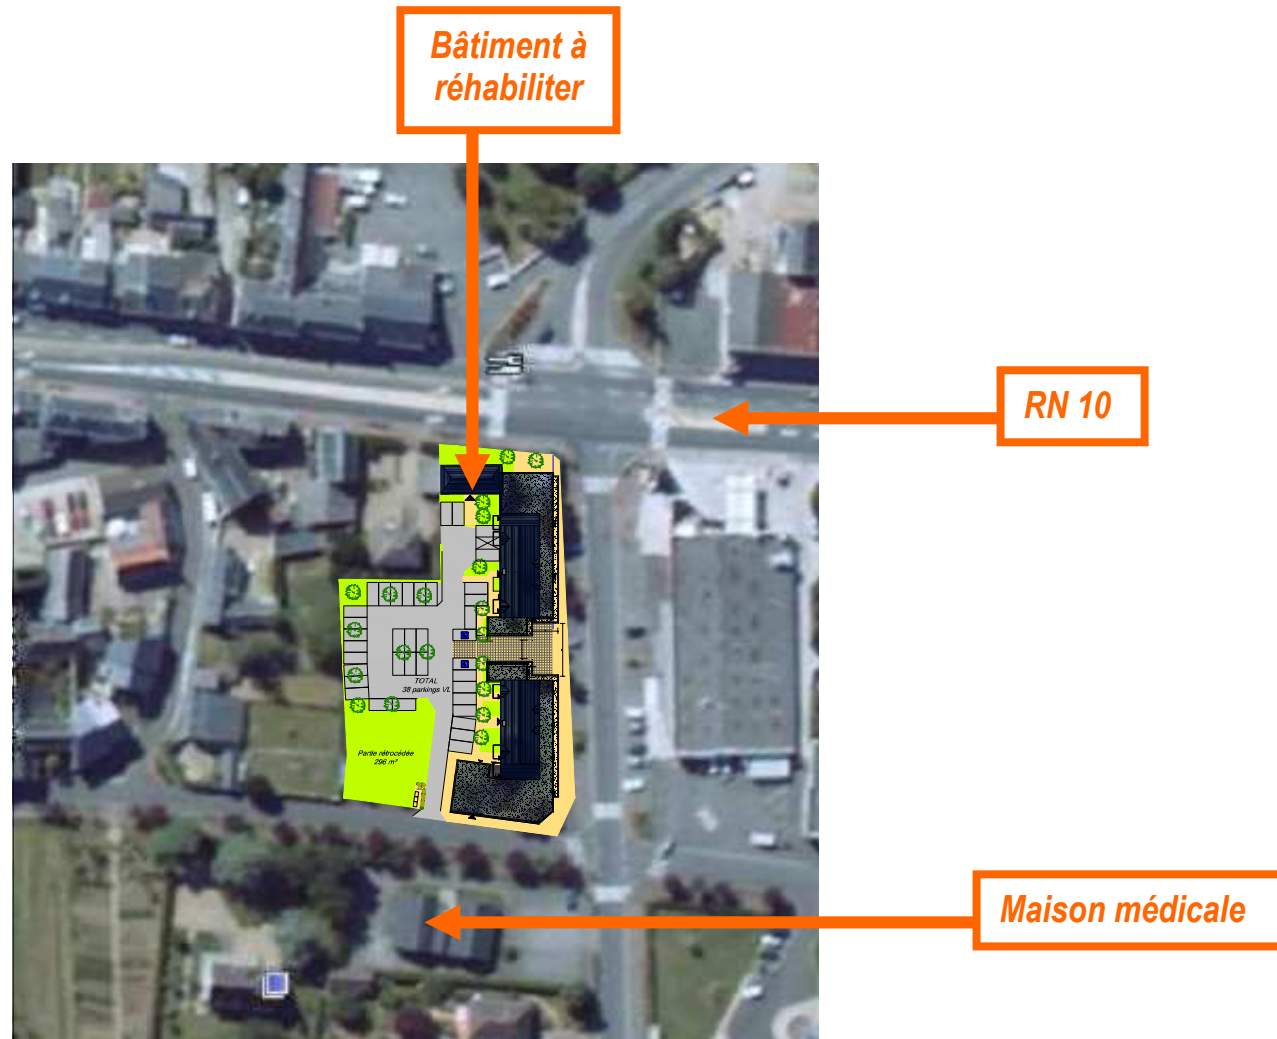 Bâtiment à
réhabiliter
RN 10
TOTAL
38 parkings VL
Partie rétrocédée
296 m²
Maison médicale